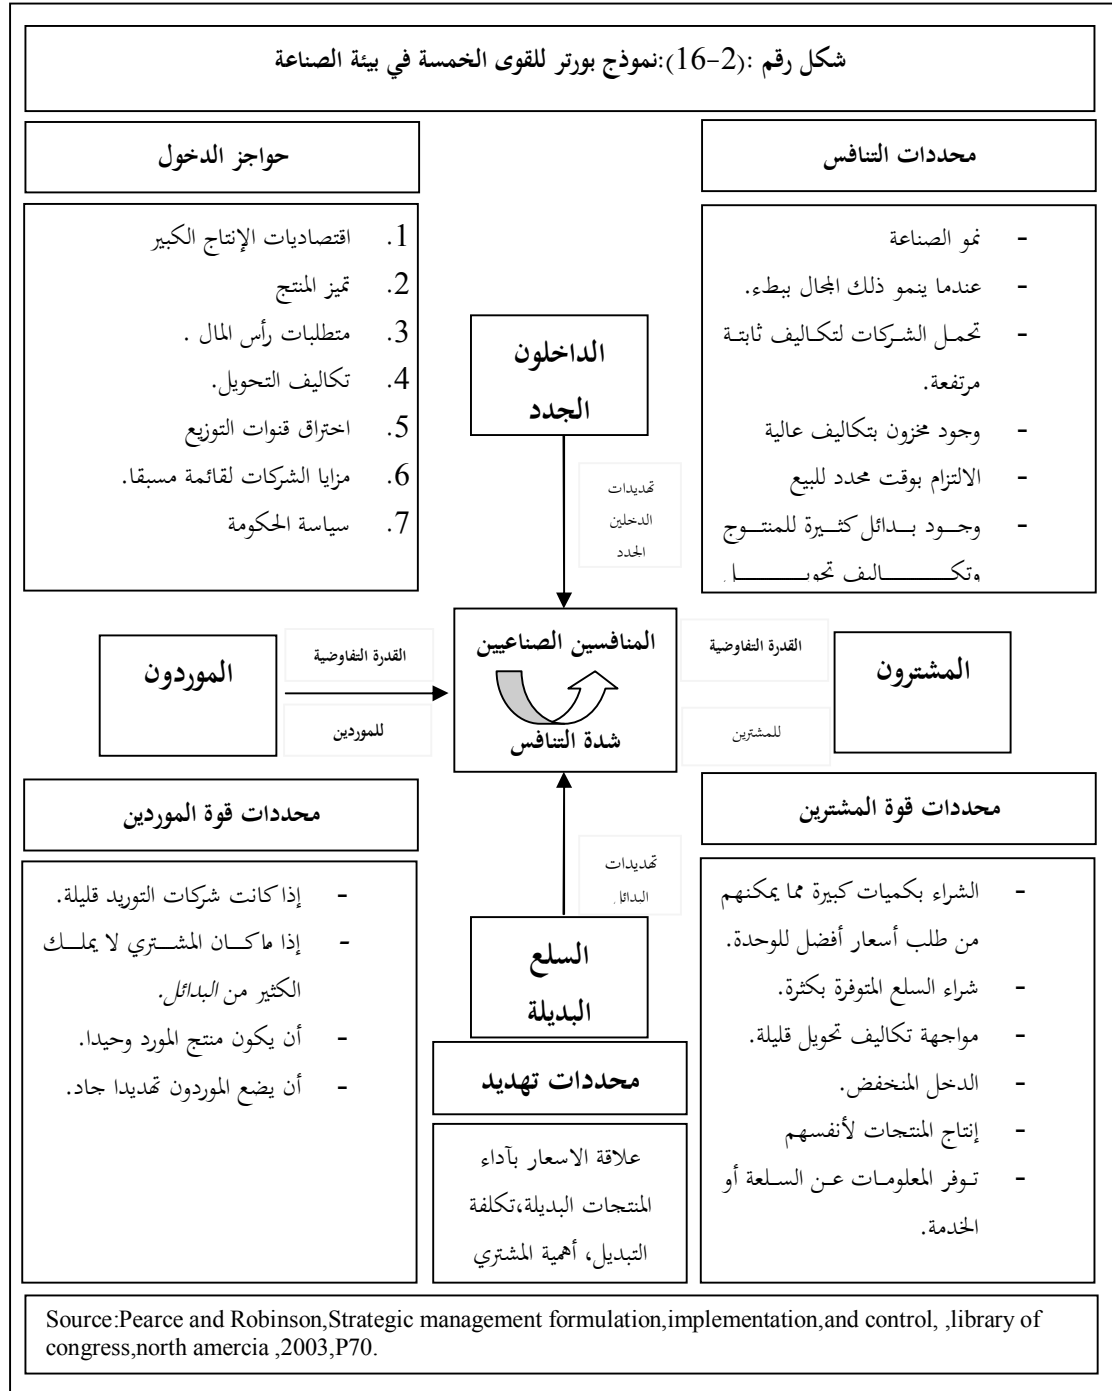 شكل رقم :(2-16):نموذج بورتر للقوى الخمسة في بيئة الصناعة
محددات التنافس
- نمو الصناعة
- عندما ينمو ذلك المجال ببطء.
- تحمل الشركات لتكاليف ثابتة
مرتفعة.
- وجود مخزون بتكاليف عالية
- الالتزام بوقت محدد للبيع
- وجود بدائل كثيرة للمنتوج
وتكاليف تحويل
حواجز الدخول
1. اقتصاديات الإنتاج الكبير
2. تميز المنتج
3. متطلبات رأس المال .
4. تكاليف التحويل.
5. اختراق قنوات التوزيع
6. مزايا الشركات لقائمة مسبقا.
7. سياسة الحكومة
الداخلون
الجدد
تهديدات
الدخلين
الجدد
المشترون
القدرة التفاوضية
للمشترين
المنافسين الصناعيين
شدة التنافس
القدرة التفاوضية
للموردين
الموردون
تهديدات
البدائل
السلع
البديلة
محددات قوة المشترين
- الشراء بكميات كبيرة مما يمكنهم
من طلب أسعار أفضل للوحدة.
- شراء السلع المتوفرة بكثرة.
- مواجهة تكاليف تحويل قليلة.
- الدخل المنخفض.
- إنتاج المنتجات لأنفسهم
- توفر المعلومات عن السلعة أو
الخدمة.
محددات تهديد
علاقة الاسعار بآداء
المنتجات البديلة،تكلفة
التبديل، أهمية المشتري
محددات قوة الموردين
- إذا كانت شركات التوريد قليلة.
- إذا ماكان المشتري لا يملك
الكثير من البدائل.
- أن يكون منتج المورد وحيدا.
- أن يضع الموردون تهديدا جاد.
Source:Pearce and Robinson,Strategic management formulation,implementation,and control, ,library of
congress,north amercia ,2003,P70.